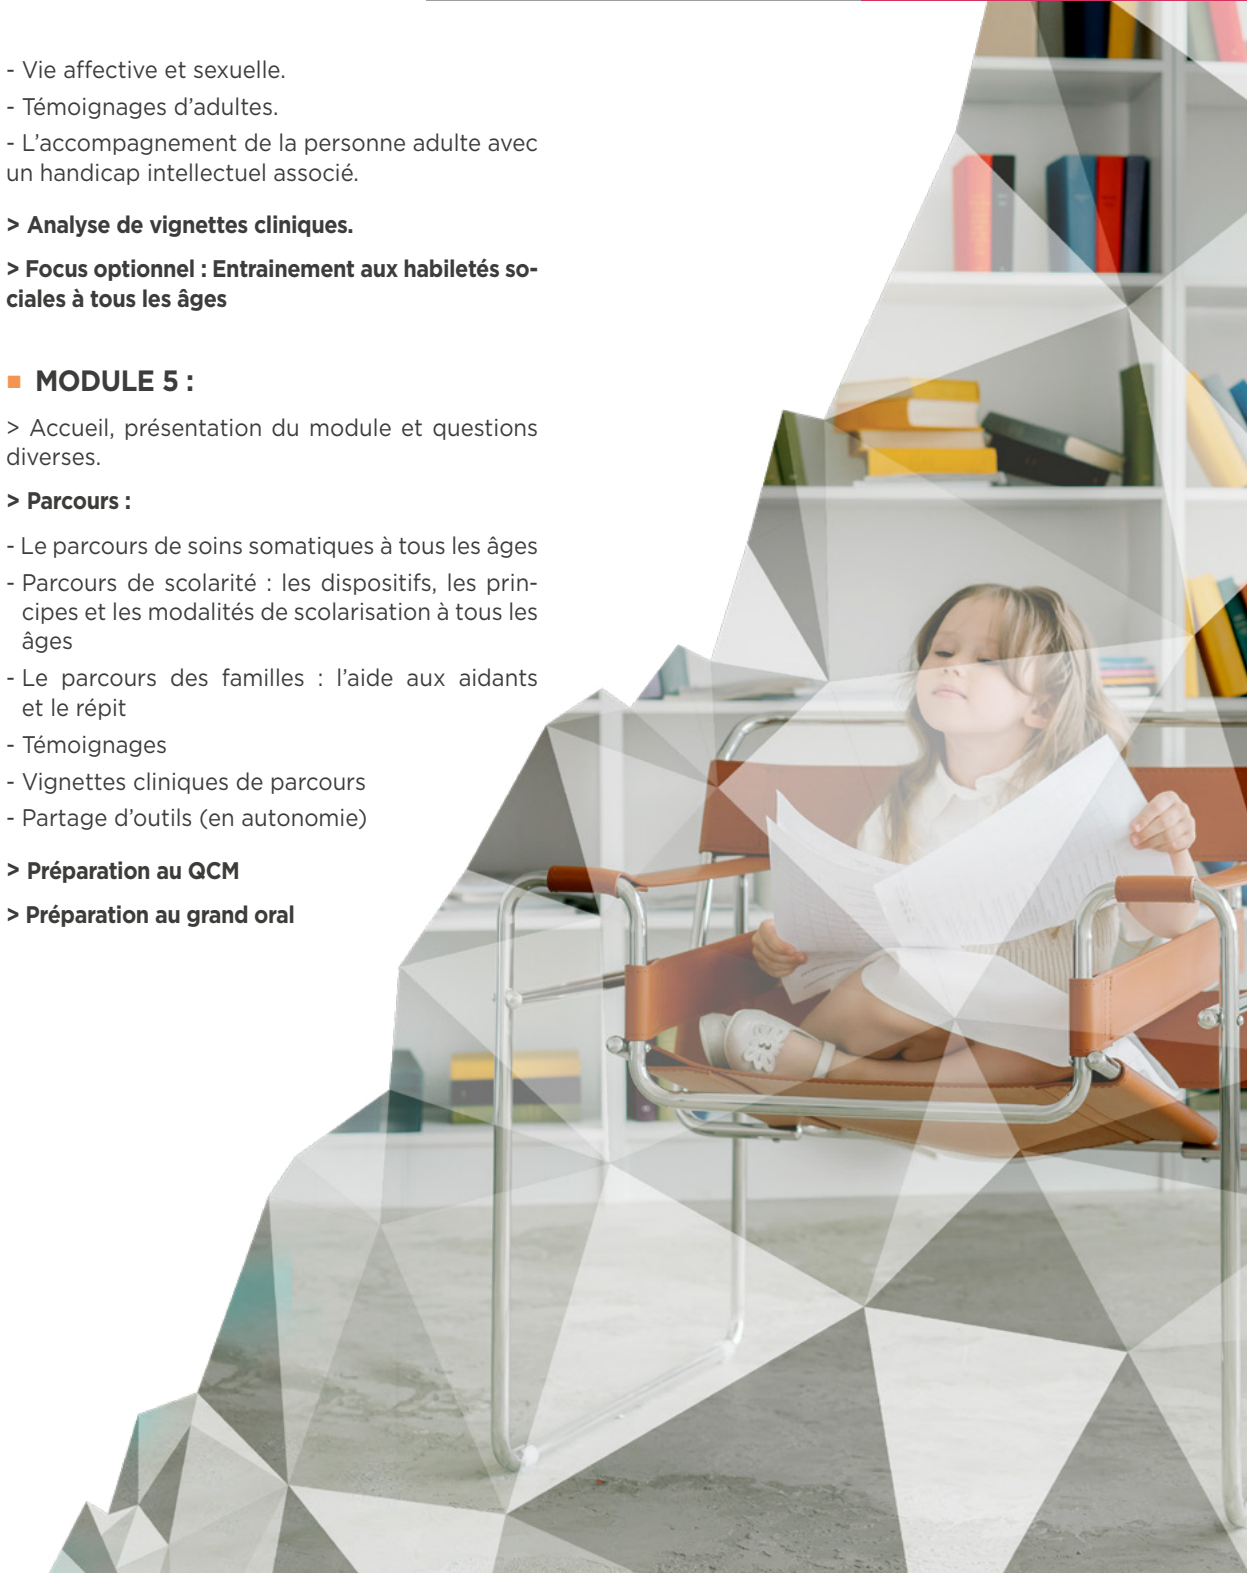 - Vie affective et sexuelle.
- Témoignages d’adultes.
- L’accompagnement de la personne adulte avec
un handicap intellectuel associé.
> Analyse de vignettes cliniques.
> Focus optionnel : Entrainement aux habiletés so-
ciales à tous les âges
■ MODULE 5 :
> Accueil, présentation du module et questions
diverses.
> Parcours :
- Le parcours de soins somatiques à tous les âges
- Parcours de scolarité : les dispositifs, les prin-
cipes et les modalités de scolarisation à tous les
âges
- Le parcours des familles : l’aide aux aidants
et le répit
- Témoignages
- Vignettes cliniques de parcours
- Partage d’outils (en autonomie)
> Préparation au QCM
> Préparation au grand oral